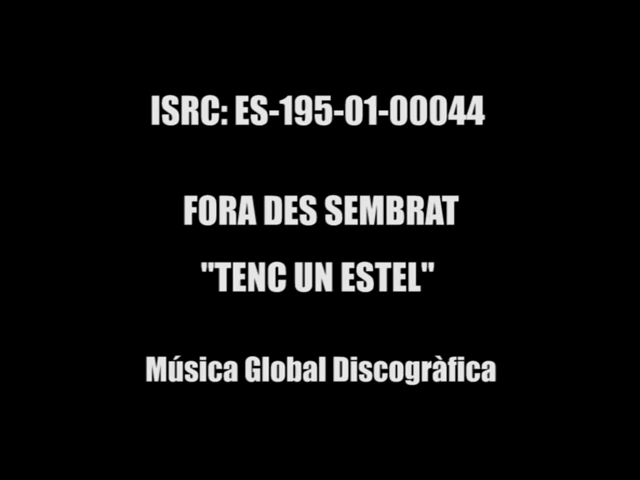 ISRC: ES-195-01-00044
FORA DES SEMBRAT
"TENC UN ESTEL"
Música Global Discogràfica